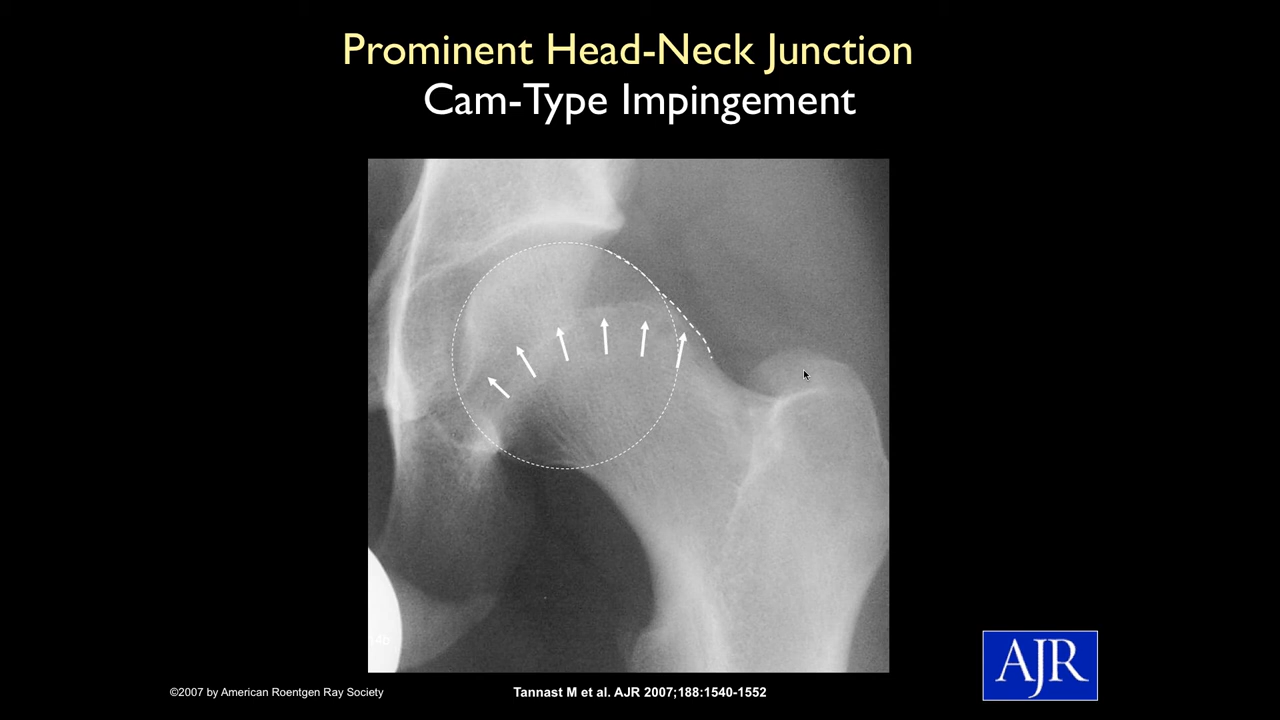 Prominent Head-Neck Junction
Cam-Type Impingement
©2007 by American Roentgen Ray Society
Tannast M et al. AJR 2007;188:1540-1552
AJR